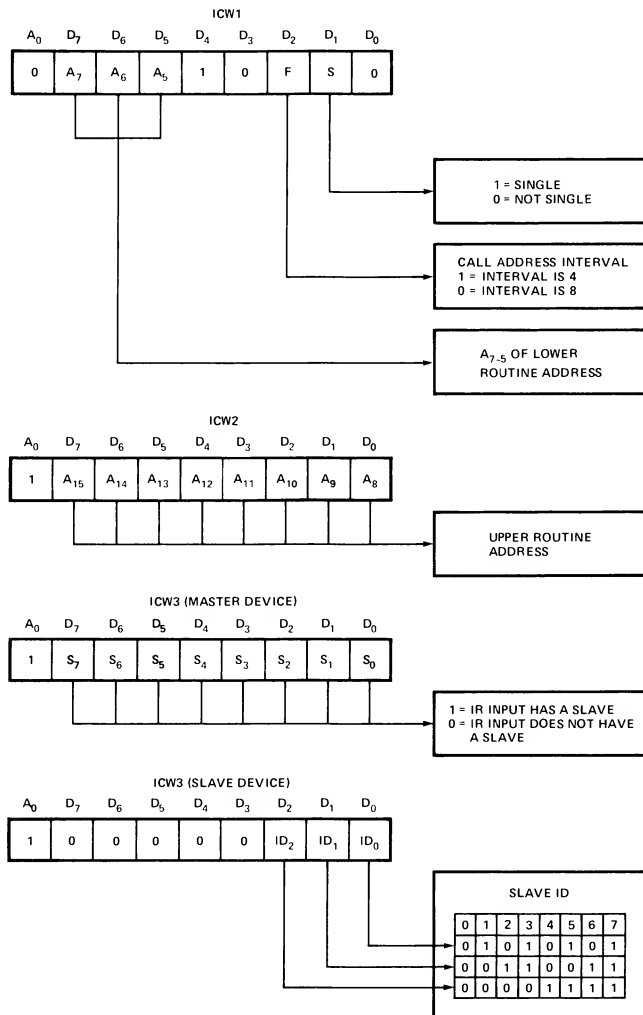 ICW1
A0 D7 D6 D5 D4 D3 D2 D1 D0
0 A7 A6 A5 1 0 F S 0
1 = SINGLE
0 = NOT SINGLE
CALL ADDRESS INTERVAL
1 = INTERVAL IS 4
0 = INTERVAL IS 8
A7-5 OF LOWER
ROUTINE ADDRESS
ICW2
A0 D7 D6 D5 D4 D3 D2 D1 D0
1 A15 A14 A13 A12 A11 A10 A9 A8
UPPER ROUTINE
ADDRESS
ICW3 (MASTER DEVICE)
A0 D7 D6 D5 D4 D3 D2 D1 D0
1 S7 S6 S5 S4 S3 S2 S1 S0
1 = IR INPUT HAS A SLAVE
0 = IR INPUT DOES NOT HAVE
A SLAVE
ICW3 (SLAVE DEVICE)
A0 D7 D6 D5 D4 D3 D2 D1 D0
1 0 0 0 0 0 ID2 ID1 ID0
SLAVE ID
0 1 2 3 4 5 6 7
0 1 0 1 0 1 0 1
0 0 1 1 0 0 1 1
0 0 0 0 1 1 1 1